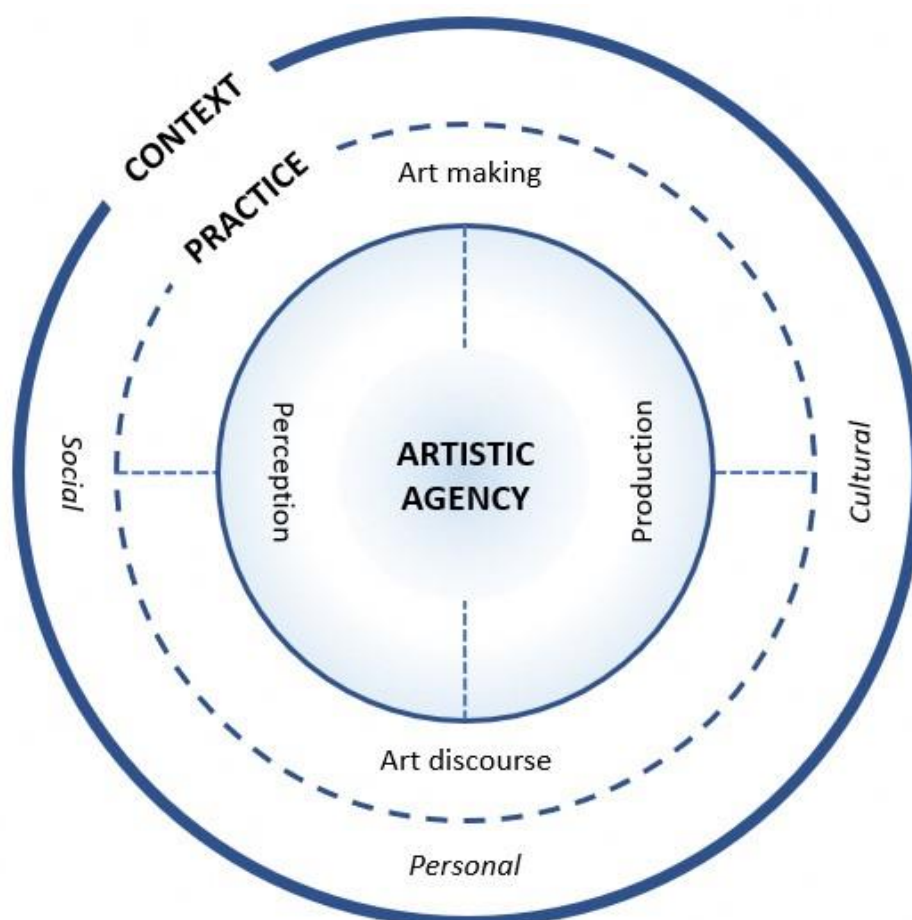 CONTEXT
PRACTICE
Art making
Social
Perception
ARTISTIC
AGENCY
Production
Cultural
Art discourse
Personal